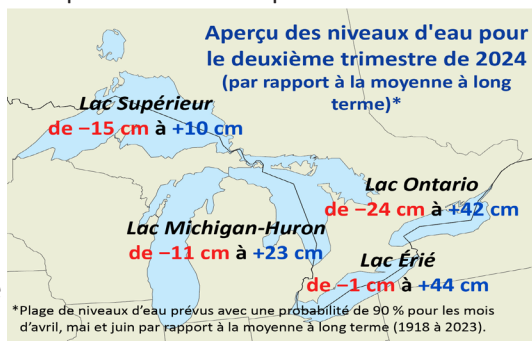 Aperçu des niveaux d'eau pour
le deuxième trimestre de 2024
(par rapport à la moyenne à long
terme)*
Lac Supérieur
de –15 cm à +10 cm
Lac Ontario
de –24 cm à +42 cm
Lac Michigan-Huron
de –11 cm à +23 cm
Lac Érié
de –1 cm à +44 cm
*Plage de niveaux d’eau prévus avec une probabilité de 90 % pour les mois
d’avril, mai et juin par rapport à la moyenne à long terme (1918 à 2023).